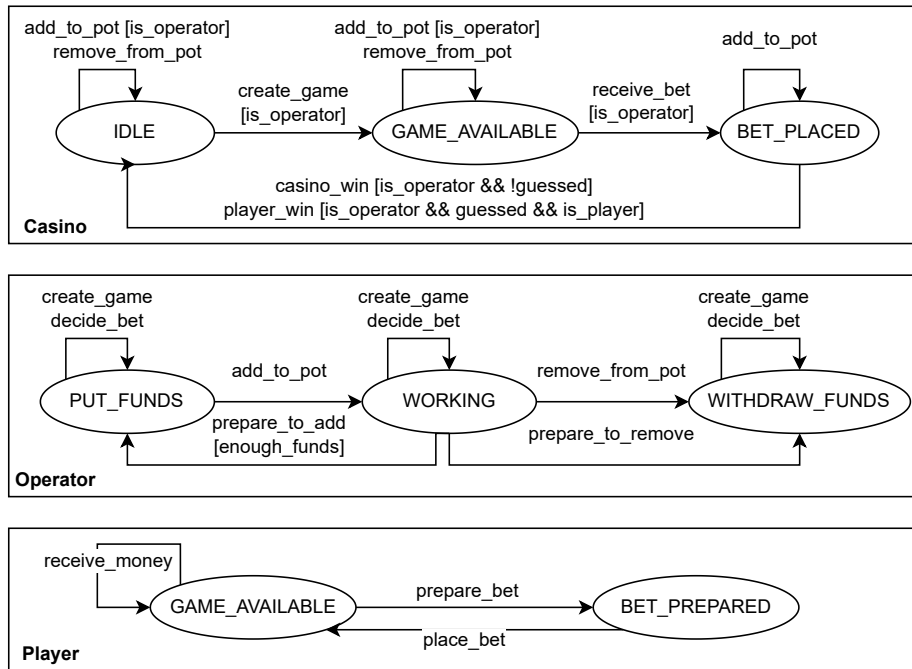 add_to_pot [is_operator]
remove_from_pot
add_to_pot [is_operator]
remove_from_pot
add_to_pot
create_game
[is_operator]
receive_bet
[is_operator]
IDLE
GAME_AVAILABLE
BET_PLACED
casino_win [is_operator && !guessed]
player_win [is_operator && guessed && is_player]
Casino
create_game
decide_bet
create_game
decide_bet
create_game
decide_bet
add_to_pot
remove_from_pot
PUT_FUNDS
WORKING
WITHDRAW_FUNDS
prepare_to_add
[enough_funds]
prepare_to_remove
Operator
receive_money
prepare_bet
GAME_AVAILABLE
BET_PREPARED
place_bet
Player